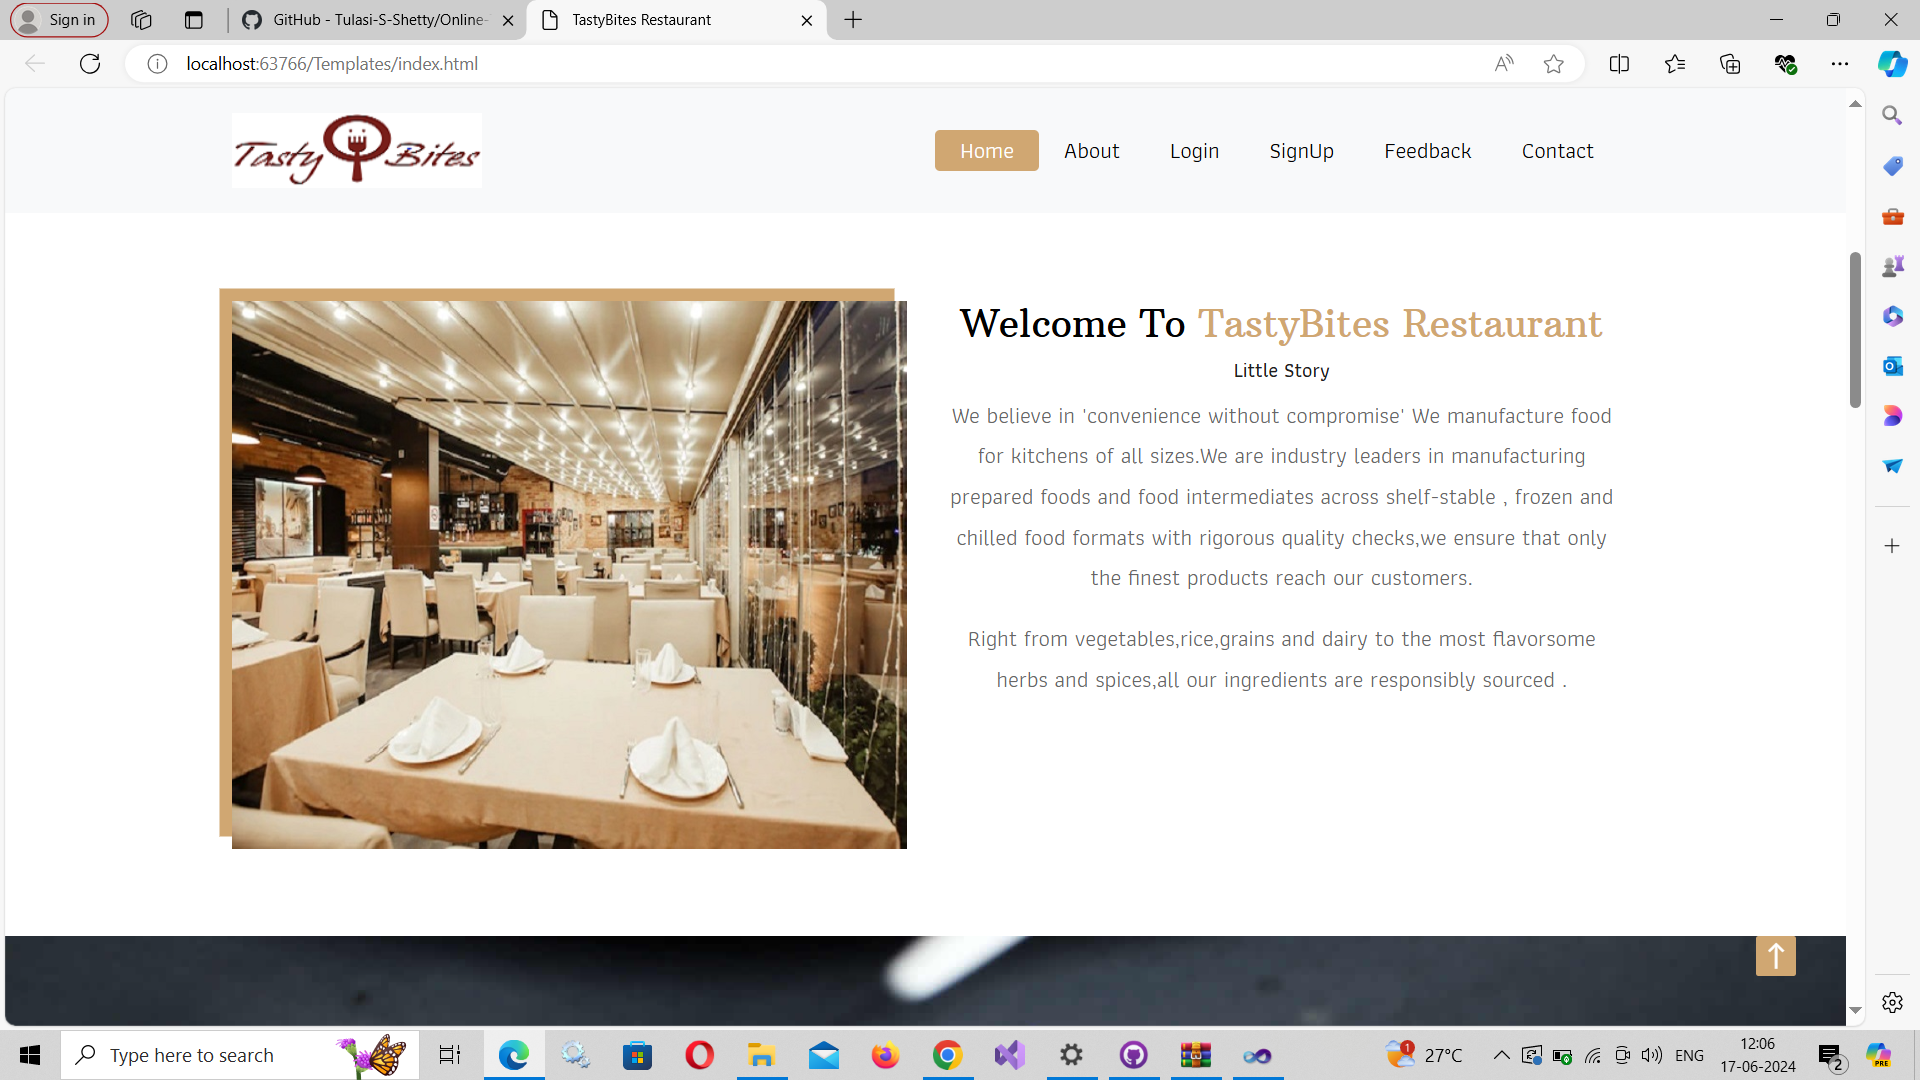 Sign in
GitHub - Tulasi-S-Shetty/Online-
TastyBites Restaurant
localhost:63766/Templates/index.html
Tasty Bites
Home
About
Login
SignUp
Feedback
Contact
Welcome To TastyBites Restaurant
Little Story
We believe in 'convenience without compromise' We manufacture food
for kitchens of all sizes.We are industry leaders in manufacturing
prepared foods and food intermediates across shelf-stable , frozen and
chilled food formats with rigorous quality checks,we ensure that only
the finest products reach our customers.
Right from vegetables,rice,grains and dairy to the most flavorsome
herbs and spices,all our ingredients are responsibly sourced .
Type here to search
1
27°C
ENG
12:06
17-06-2024
2
PRE